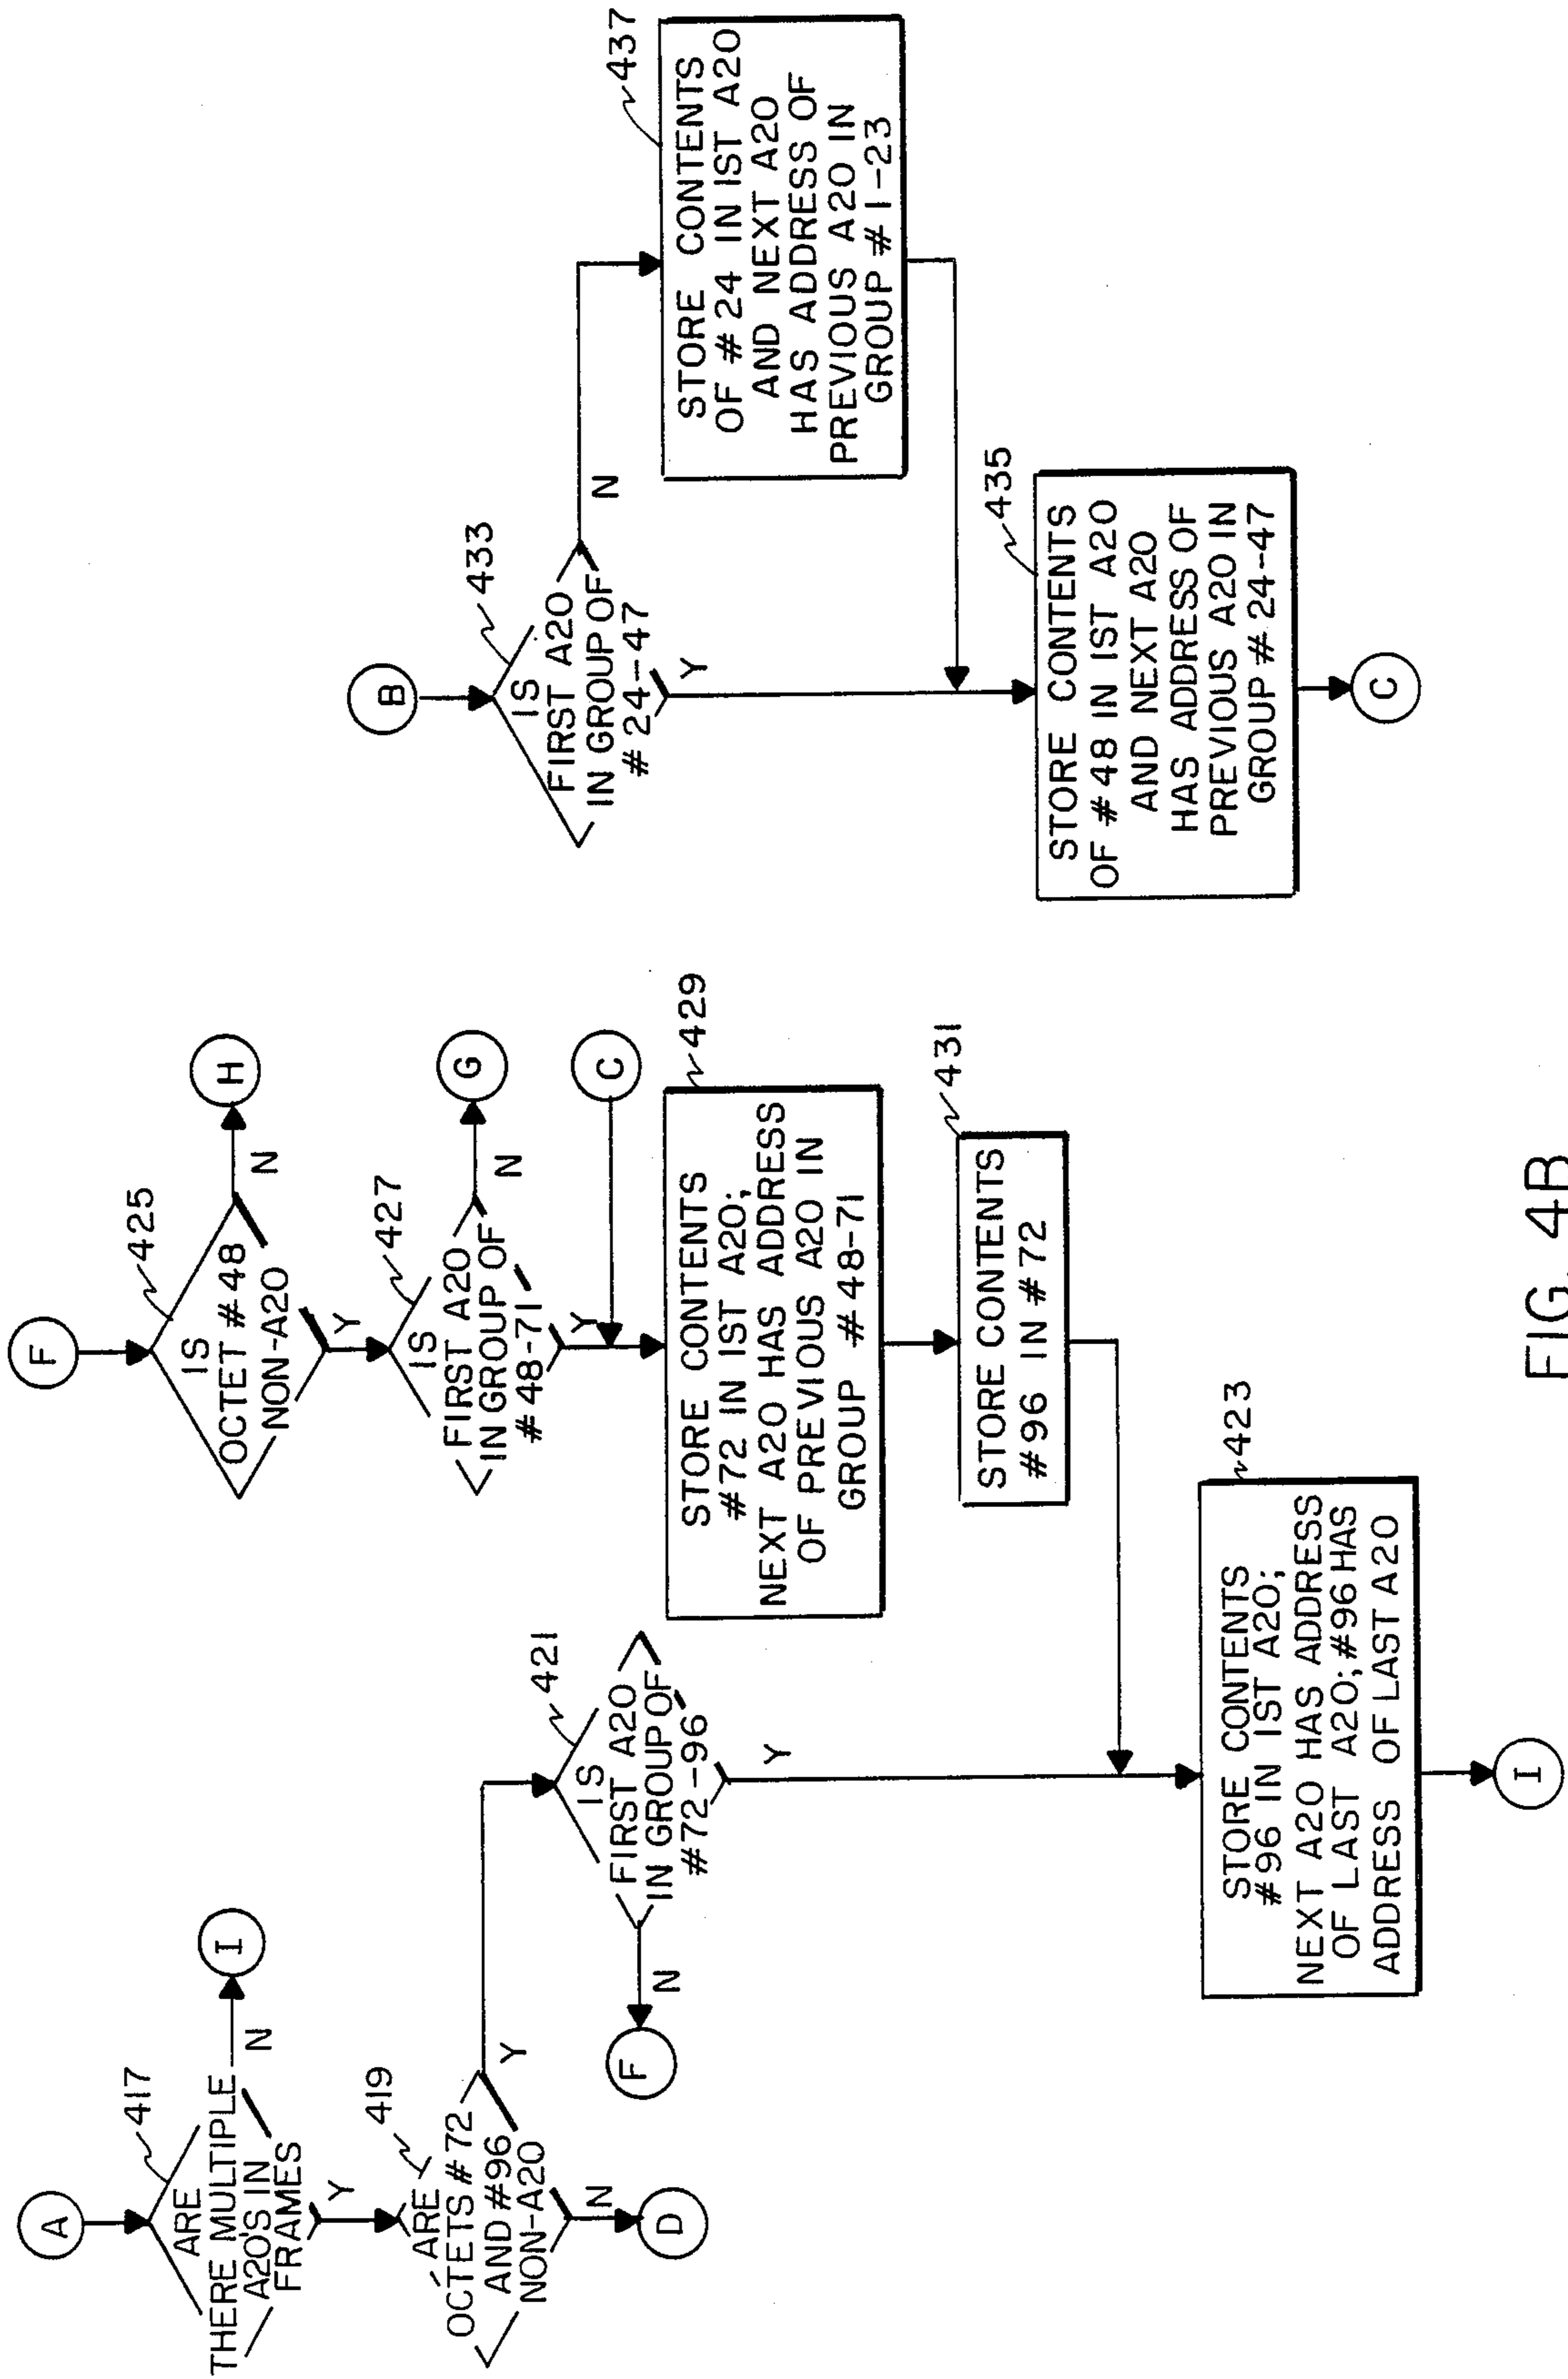 A
417
ARE
THERE MULTIPLE
A20'S IN
FRAMES
N
I
Y
419
ARE
OCTETS #72
AND #96
NON-A20
Y
N
D
421
IS
FIRST A20
IN GROUP OF
#72-96
N
F
Y
423
STORE CONTENTS
#96 IN 1ST A20;
NEXT A20 HAS ADDRESS
OF LAST A20; #96 HAS
ADDRESS OF LAST A20
I
F
425
IS
OCTET #48
NON-A20
N
H
Y
427
IS
FIRST A20
IN GROUP OF
#48-71
N
G
Y
C
429
STORE CONTENTS
#72 IN 1ST A20;
NEXT A20 HAS ADDRESS
OF PREVIOUS A20 IN
GROUP #48-71
431
STORE CONTENTS
#96 IN #72
B
433
IS
FIRST A20
IN GROUP OF
#24-47
N
Y
437
STORE CONTENTS
OF #24 IN 1ST A20
AND NEXT A20
HAS ADDRESS OF
PREVIOUS A20 IN
GROUP #1-23
435
STORE CONTENTS
OF #48 IN 1ST A20
AND NEXT A20
HAS ADDRESS OF
PREVIOUS A20 IN
GROUP #24-47
C
FIG. 4B